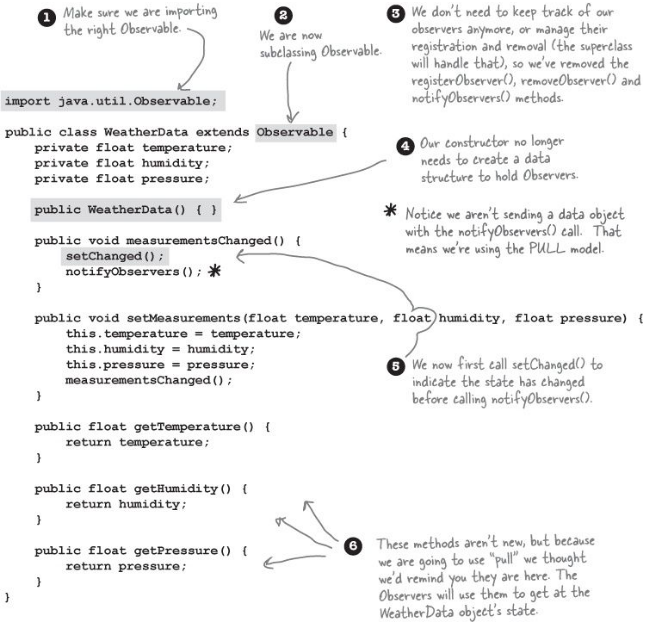 1 Make sure we are importing
the right Observable.
2
We are now
subclassing Observable.
3 We don't need to keep track of our
observers anymore, or manage their
registration and removal (the superclass
will handle that), so we've removed the
registerObserver(), removeObserver() and
notifyObservers() methods.
import java.util.Observable;
public class WeatherData extends Observable {
private float temperature;
private float humidity;
private float pressure;
4 Our constructor no longer
needs to create a data
structure to hold Observers.
public WeatherData() { }
* Notice we aren't sending a data object
with the notifyObservers() call. That
means we're using the PULL model.
public void measurementsChanged() {
setChanged();
notifyObservers(); *
}
public void setMeasurements(float temperature, float humidity, float pressure) {
this.temperature = temperature;
this.humidity = humidity;
this.pressure = pressure;
measurementsChanged();
}
5 We now first call setChanged() to
indicate the state has changed
before calling notifyObservers().
public float getTemperature() {
return temperature;
}
public float getHumidity() {
return humidity;
}
public float getPressure() {
return pressure;
}
}
6 These methods aren't new, but because
we are going to use "pull" we thought
we'd remind you they are here. The
Observers will use them to get at the
WeatherData object's state.